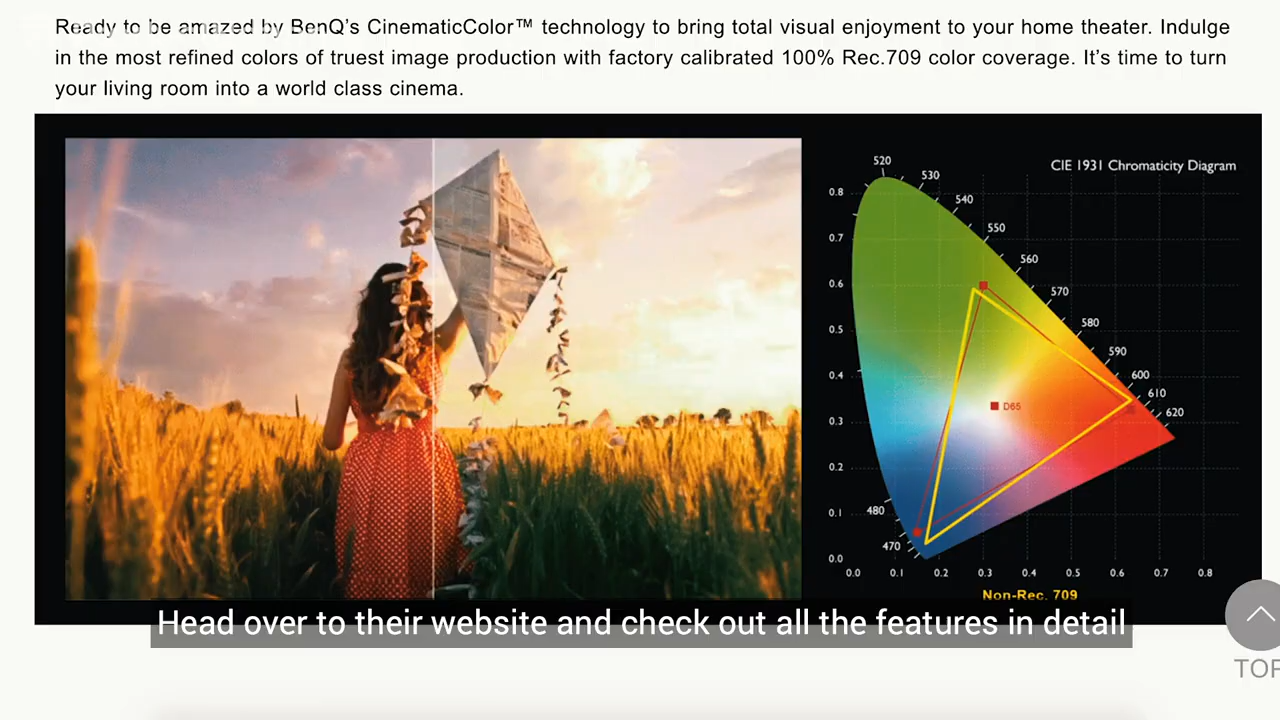 Ready to be amazed by BenQ's CinematicColor™ technology to bring total visual enjoyment to your home theater. Indulge
in the most refined colors of truest image production with factory calibrated 100% Rec.709 color coverage. It's time to turn
your living room into a world class cinema.
CIE 1931 Chromaticity Diagram
520
530
540
550
560
570
580
590
600
610
620
480
470
0.8
0.7
0.6
0.5
0.4
0.3
0.2
0.1
0.0
D65
0.0 0.1 0.2 0.3 0.4 0.5 0.6 0.7 0.8
Non-Rec. 709
Head over to their website and check out all the features in detail
TOP